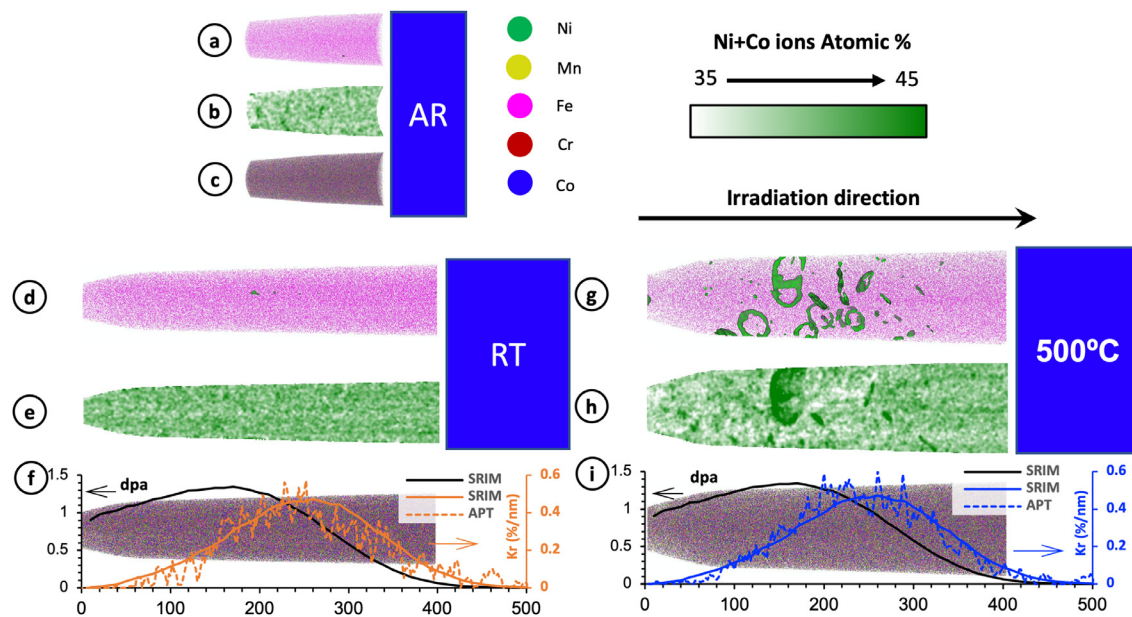 a
b
c
AR
Ni
Mn
Fe
Cr
Co
Ni+Co ions Atomic %
35
45
Irradiation direction
d
e
RT
g
h
500ºC
f
1.5
1
0.5
0
dpa
SRIM
SRIM
APT
0.6
0.4
0.2
0
Kr (%/nm)
0
100
200
300
400
500
i
1.5
1
0.5
0
dpa
SRIM
SRIM
APT
0.6
0.4
0.2
0
Kr (%/nm)
0
100
200
300
400
500